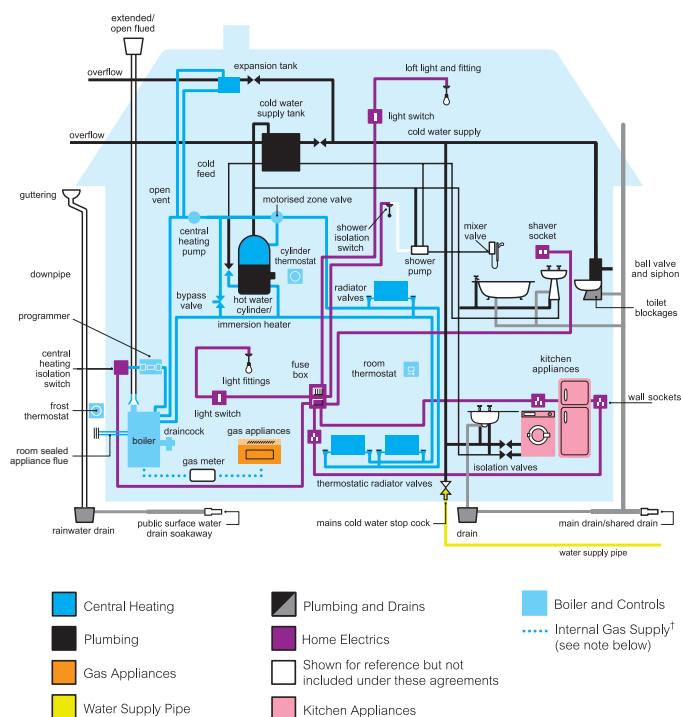 extended/
open flued
overflow
expansion tank
loft light and fitting
cold water
supply tank
light switch
overflow
cold water supply
cold
feed
guttering
open
vent
motorised zone valve
central
heating
pump
shower
isolation
switch
mixer
valve
shaver
socket
cylinder
thermostat
shower
pump
ball valve
and siphon
downpipe
radiator
valves
bypass
valve
hot water
cylinder/
immersion heater
toilet
blockages
programmer
central
heating
isolation
switch
light fittings
fuse
box
room
thermostat
kitchen
appliances
light switch
wall sockets
frost
thermostat
boiler
draincock
gas appliances
room sealed
appliance flue
gas meter
isolation valves
thermostatic radiator valves
rainwater drain
public surface water
drain soakaway
mains cold water stop cock
drain
main drain/shared drain
water supply pipe
Central Heating
Plumbing and Drains
Boiler and Controls
Plumbing
Home Electrics
Internal Gas Supply†
(see note below)
Gas Appliances
Shown for reference but not
included under these agreements
Water Supply Pipe
Kitchen Appliances